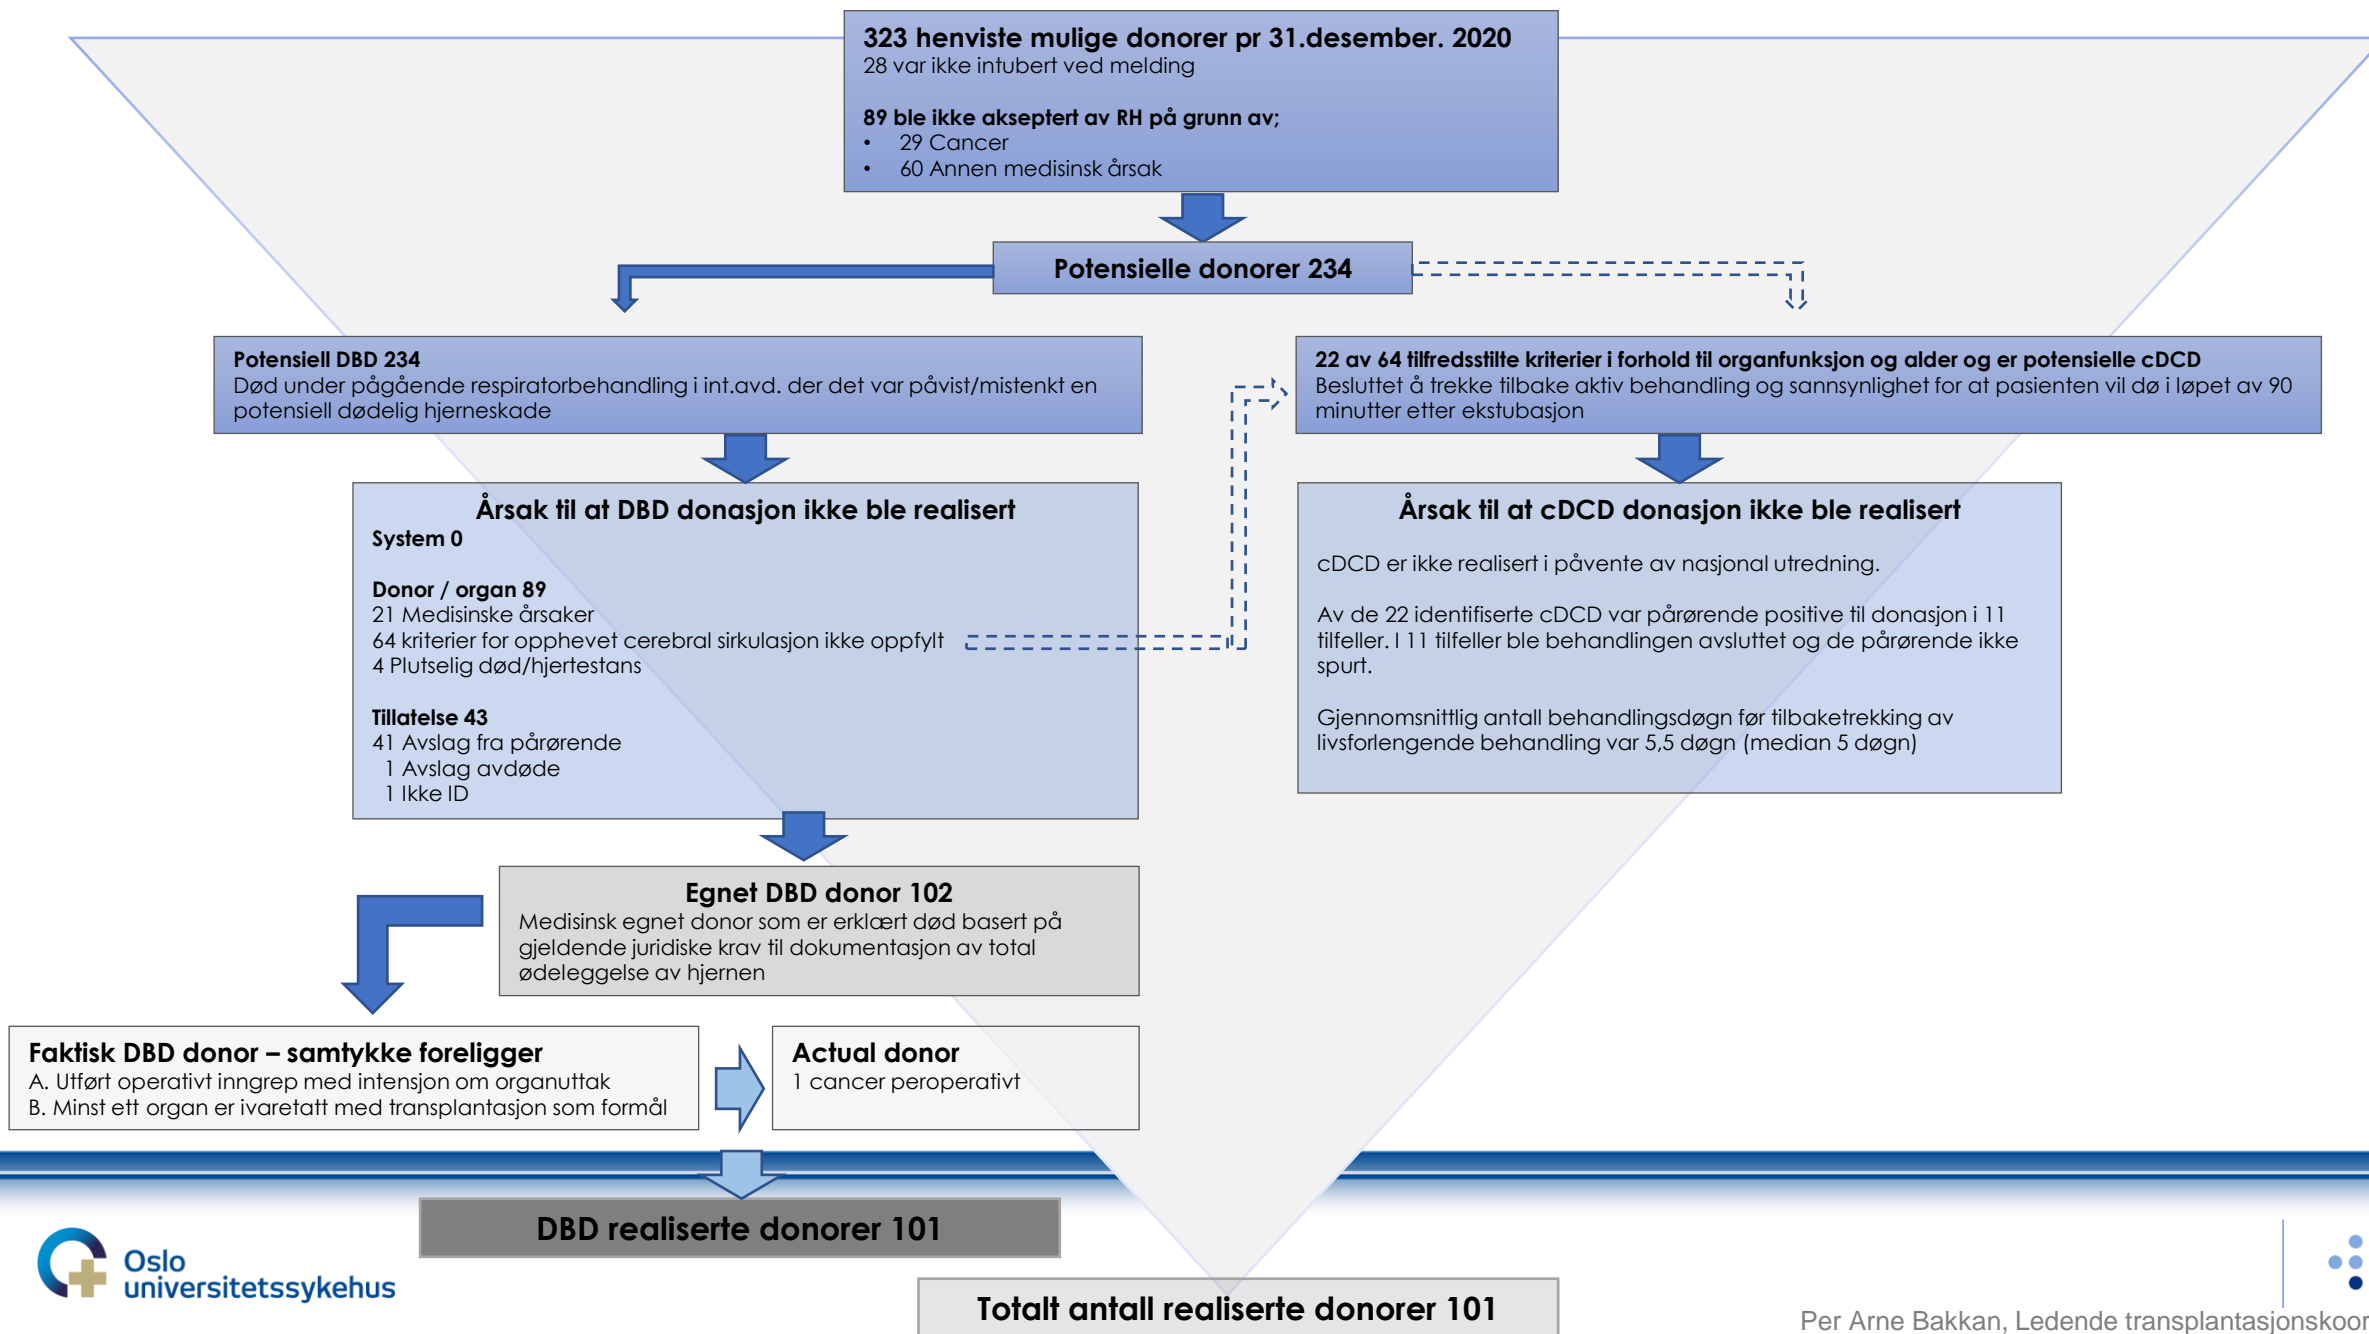 323 henviste mulige donorer pr 31.desember. 2020
28 var ikke intubert ved melding
89 ble ikke akseptert av RH på grunn av;
• 29 Cancer
• 60 Annen medisinsk årsak
Potensielle donorer 234
Potensiell DBD 234
Død under pågående respiratorbehandling i int.avd. der det var påvist/mistenkt en
potensiell dødelig hjerneskade
22 av 64 tilfredsstilte kriterier i forhold til organfunksjon og alder og er potensielle cDCD
Besluttet å trekke tilbake aktiv behandling og sannsynlighet for at pasienten vil dø i løpet av 90
minutter etter ekstubasjon
Årsak til at DBD donasjon ikke ble realisert
System 0
Donor / organ 89
21 Medisinske årsaker
64 kriterier for opphevet cerebral sirkulasjon ikke oppfylt
4 Plutselig død/hjertestans
Tillatelse 43
41 Avslag fra pårørende
1 Avslag avdøde
1 Ikke ID
Årsak til at cDCD donasjon ikke ble realisert
cDCD er ikke realisert i påvente av nasjonal utredning.
Av de 22 identifiserte cDCD var pårørende positive til donasjon i 11
tilfeller. I 11 tilfeller ble behandlingen avsluttet og de pårørende ikke
spurt.
Gjennomsnittlig antall behandlingsdøgn før tilbaketrekking av
livsforlengende behandling var 5,5 døgn (median 5 døgn)
Egnet DBD donor 102
Medisinsk egnet donor som er erklært død basert på
gjeldende juridiske krav til dokumentasjon av total
ødeleggelse av hjernen
Faktisk DBD donor – samtykke foreligger
A. Utført operativt inngrep med intensjon om organuttak
B. Minst ett organ er ivaretatt med transplantasjon som formål
Actual donor
1 cancer peroperativt
DBD realiserte donorer 101
Oslo
universitetssykehus
Totalt antall realiserte donorer 101
Per Arne Bakkan, Ledende transplantasjonskoor